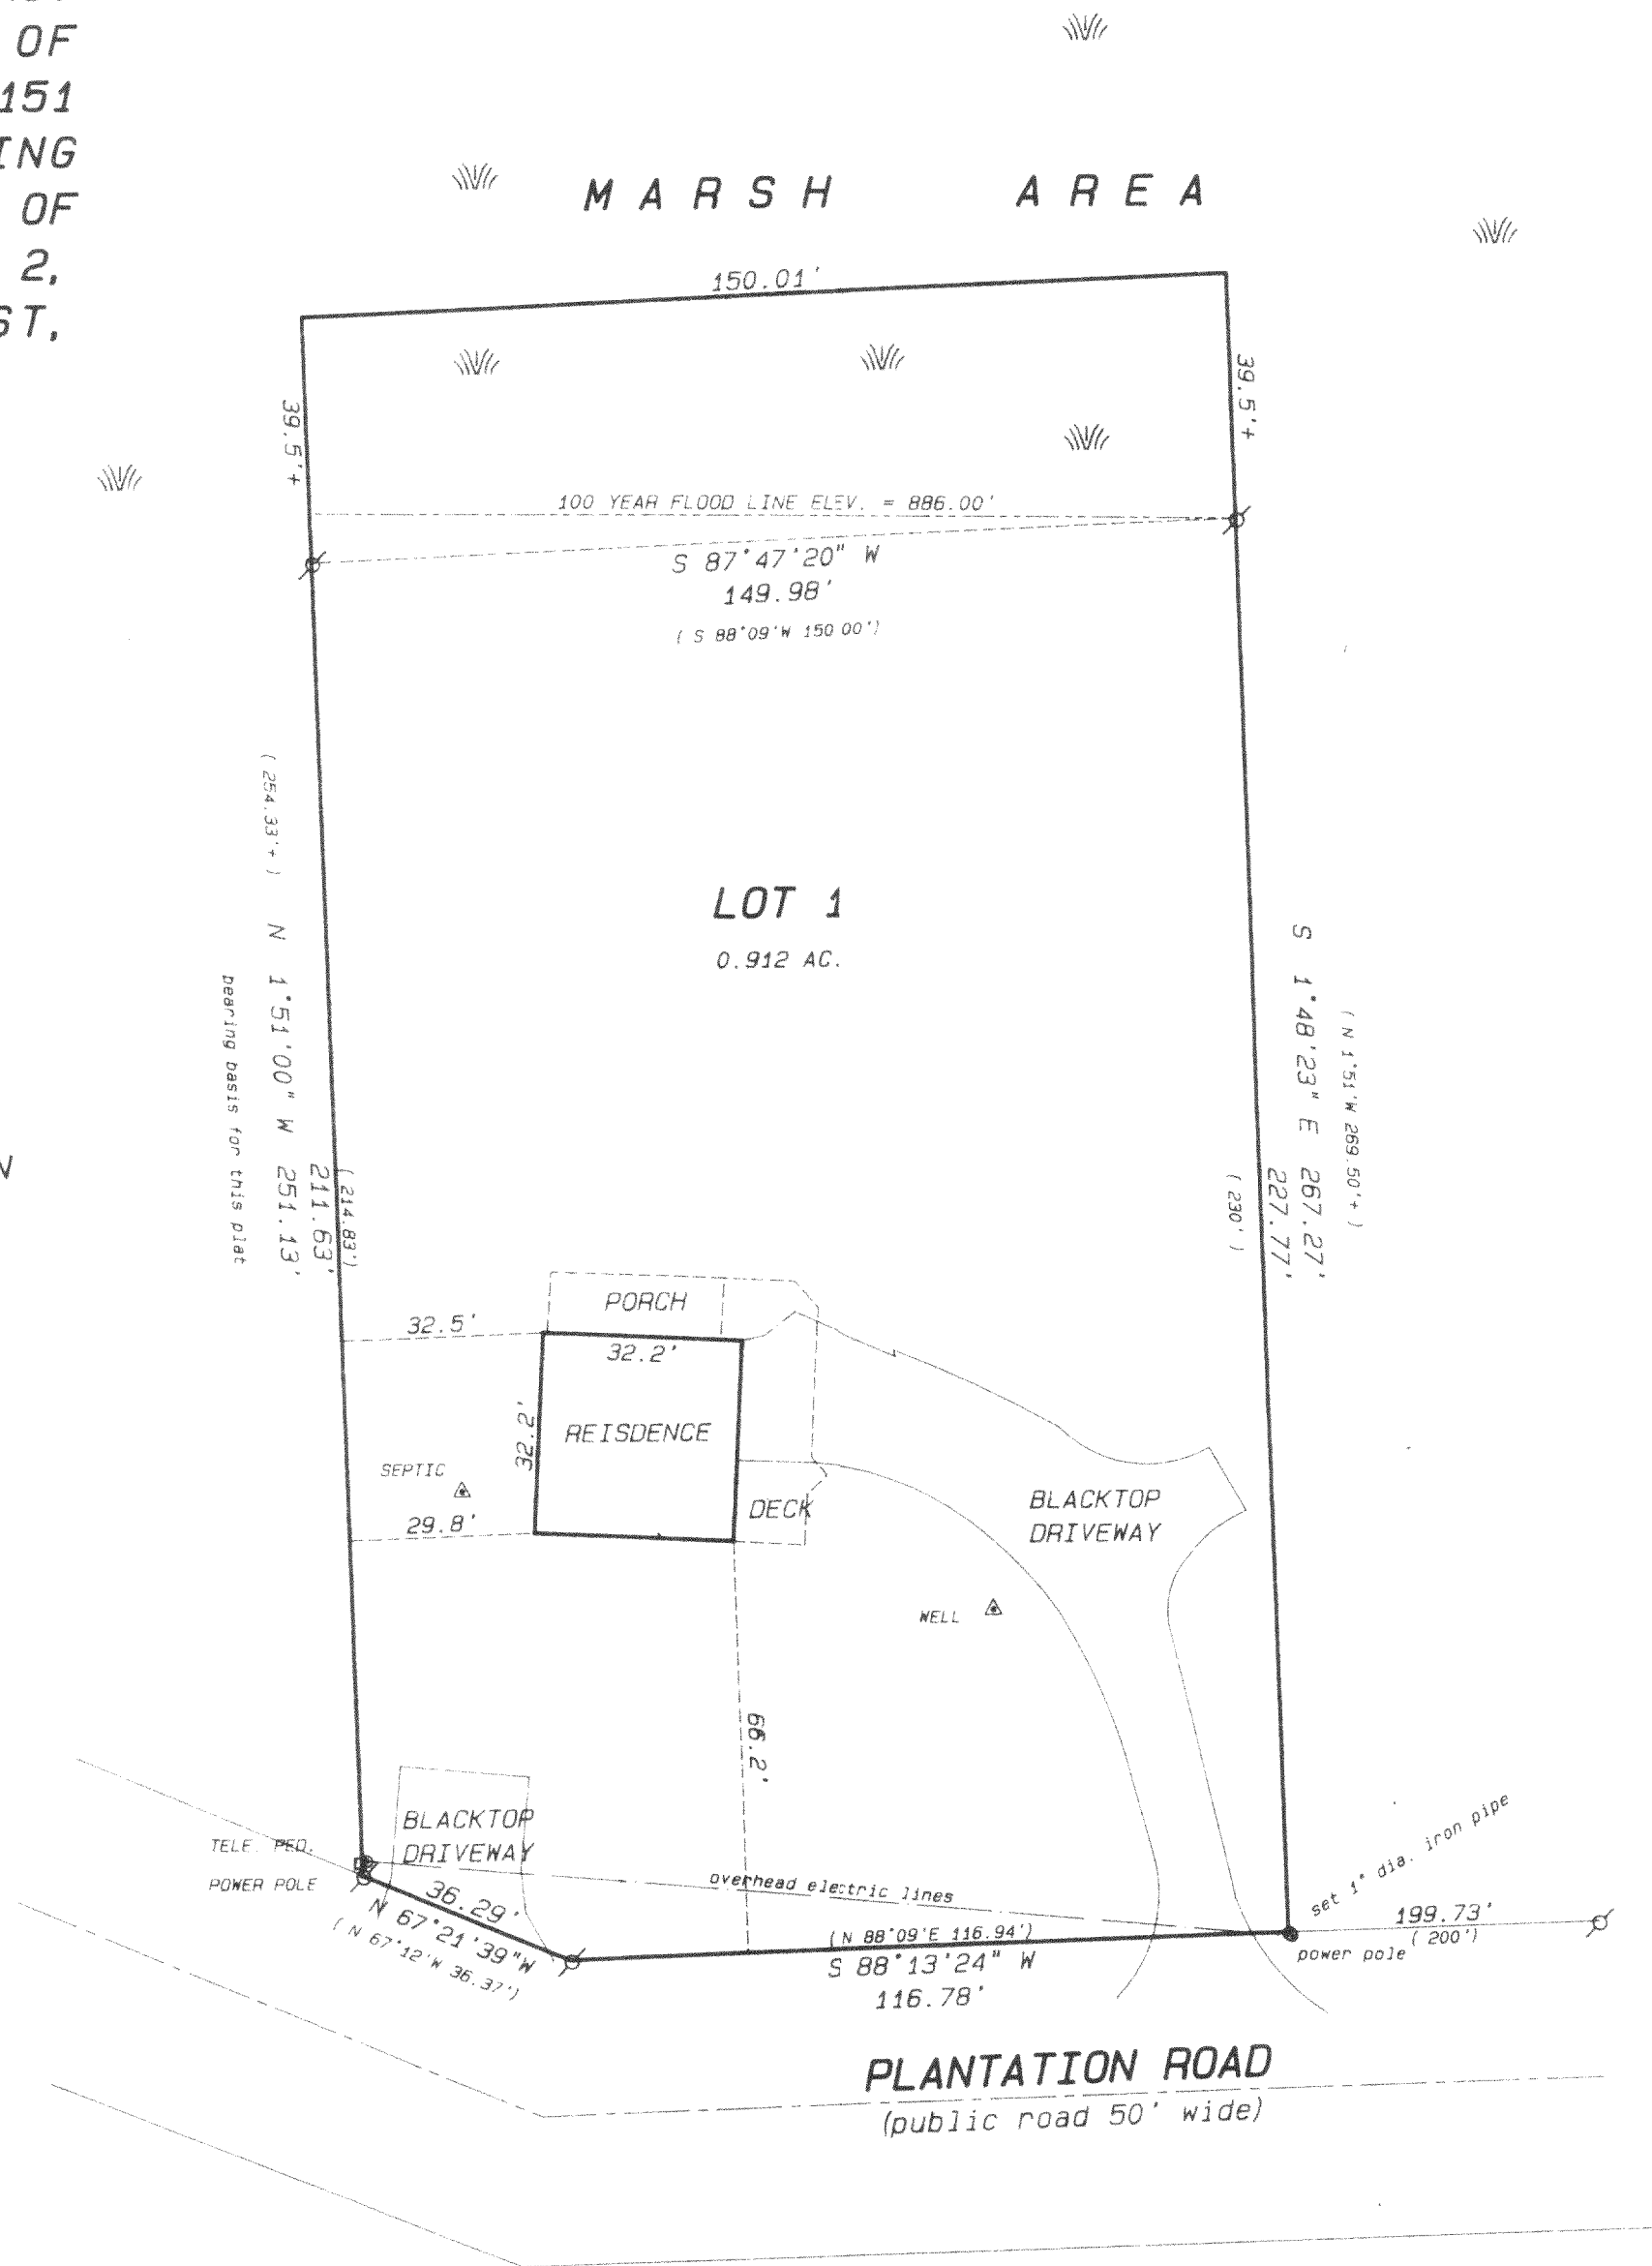 OF
151
ING
OF
2,
ST,
N
MARSH AREA
150.01'
39.5'+
39.5'+
100 YEAR FLOOD LINE ELEV. = 886.00'
S 87°47'20" W
149.98'
( S 88°09'W 150.00')
( 254.33'+ )
N 1°51'00" W 251.13'
211.63'
( 214.83')
bearing basis for this plat
LOT 1
0.912 AC.
S 1°48'23" E 267.27'
227.77'
( 230' )
( N 1°51'W 269.50'+ )
PORCH
32.5'
32.2'
32.2'
REISDENCE
SEPTIC
29.8'
DECK
BLACKTOP
DRIVEWAY
WELL
66.2'
BLACKTOP
DRIVEWAY
TELE. PED.
POWER POLE
36.29'
N 67°21'39"W
( N 67°12'W 36.37')
overhead electric lines
(N 88°09'E 116.94')
S 88°13'24" W
116.78'
set 1" dia. iron pipe
199.73'
( 200')
power pole
PLANTATION ROAD
(public road 50' wide)